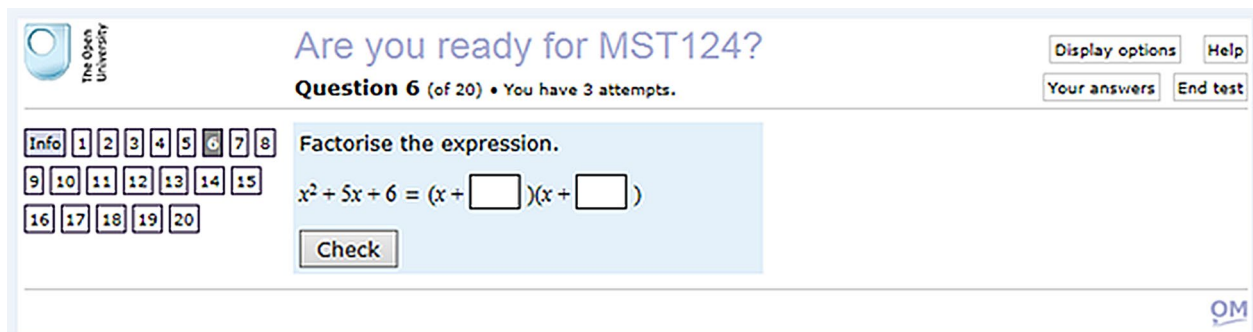 The Open
University
Are you ready for MST124?
Display options Help
Question 6 (of 20) • You have 3 attempts.
Your answers End test
Info 1 2 3 4 5 6 7 8
9 10 11 12 13 14 15
16 17 18 19 20
Factorise the expression.
x² + 5x + 6 = (x + )(x + )
Check
OM